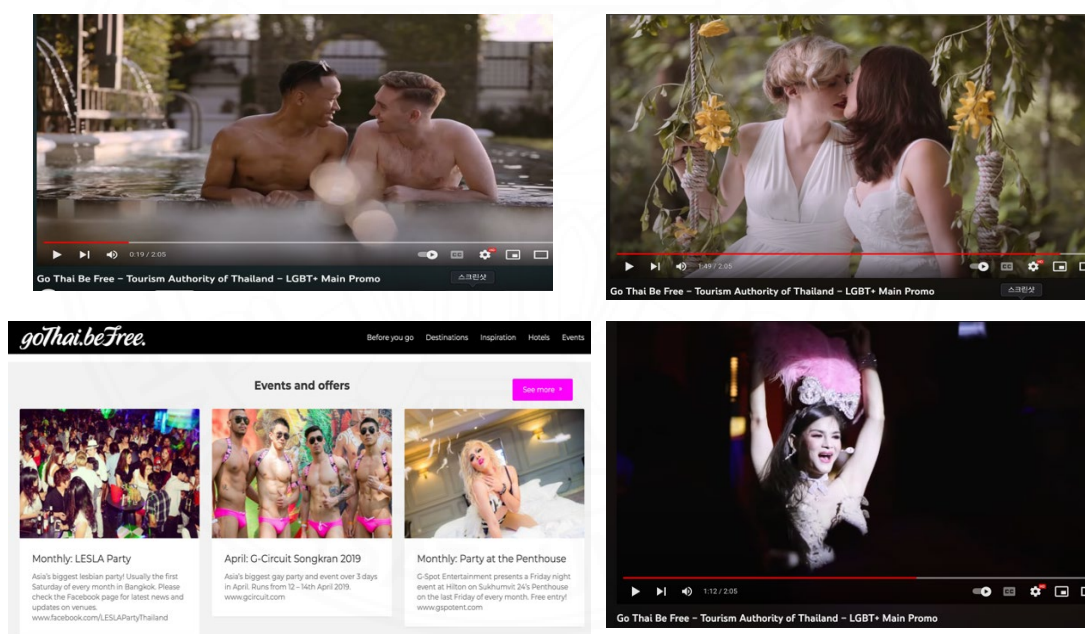 0:19 / 2:05
Go Thai Be Free – Tourism Authority of Thailand – LGBT+ Main Promo
스크린샷
1:49 / 2:05
Go Thai Be Free – Tourism Authority of Thailand – LGBT+ Main Promo
스크린샷
goThai.beFree.
Before you go Destinations Inspiration Hotels Events
Events and offers
See more >
Monthly: LESLA Party
Asia's biggest lesbian party! Usually the first
Saturday of every month in Bangkok. Please
check the Facebook page for latest news and
updates on venues.
www.facebook.com/LESLAPartyThailand
April: G-Circuit Songkran 2019
Asia's biggest gay party and event over 3 days
in April. Runs from 12 – 14th April 2019.
www.gcircuit.com
Monthly: Party at the Penthouse
G-Spot Entertainment presents a Friday night
event at Hilton on Sukhumvit 24's Penthouse
on the last Friday of every month. Free entry!
www.gspotent.com
1:12 / 2:05
Go Thai Be Free – Tourism Authority of Thailand – LGBT+ Main Promo